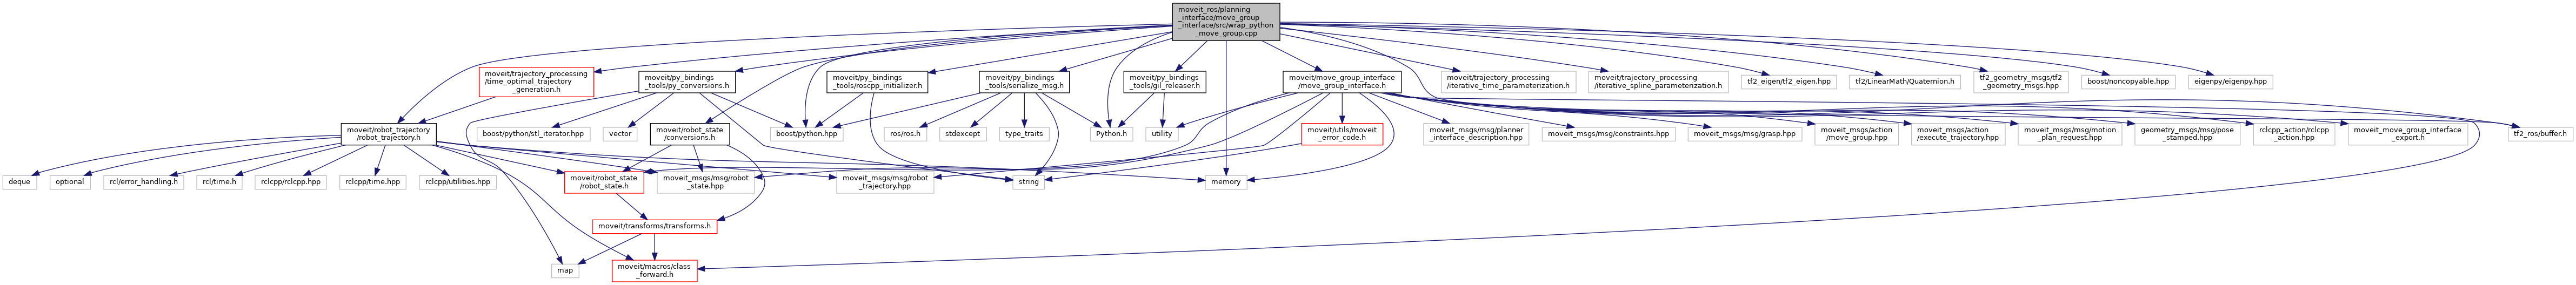 moveit_ros/planning
_interface/move_group
_interface/src/wrap_python
_move_group.cpp
moveit/trajectory_processing
/time_optimal_trajectory
_generation.h
moveit/py_bindings
_tools/py_conversions.h
moveit/py_bindings
_tools/roscpp_initializer.h
moveit/py_bindings
_tools/serialize_msg.h
moveit/py_bindings
_tools/gil_releaser.h
moveit/move_group_interface
/move_group_interface.h
moveit/trajectory_processing
/iterative_time_parameterization.h
moveit/trajectory_processing
/iterative_spline_parameterization.h
tf2_eigen/tf2_eigen.hpp
tf2/LinearMath/Quaternion.h
tf2_geometry_msgs/tf2
_geometry_msgs.hpp
boost/noncopyable.hpp
eigenpy/eigenpy.hpp
moveit/robot_trajectory
/robot_trajectory.h
boost/python/stl_iterator.hpp
vector
moveit/robot_state
/conversions.h
boost/python.hpp
ros/ros.h
stdexcept
type_traits
Python.h
utility
moveit/utils/moveit
_error_code.h
moveit_msgs/msg/planner
_interface_description.hpp
moveit_msgs/msg/constraints.hpp
moveit_msgs/msg/grasp.hpp
moveit_msgs/action
/move_group.hpp
moveit_msgs/action
/execute_trajectory.hpp
moveit_msgs/msg/motion
_plan_request.hpp
geometry_msgs/msg/pose
_stamped.hpp
rclcpp_action/rclcpp
_action.hpp
moveit_move_group_interface
_export.h
tf2_ros/buffer.h
deque
optional
rcl/error_handling.h
rcl/time.h
rclcpp/rclcpp.hpp
rclcpp/time.hpp
rclcpp/utilities.hpp
moveit/robot_state
/robot_state.h
moveit_msgs/msg/robot
_state.hpp
moveit_msgs/msg/robot
_trajectory.hpp
string
memory
moveit/transforms/transforms.h
map
moveit/macros/class
_forward.h